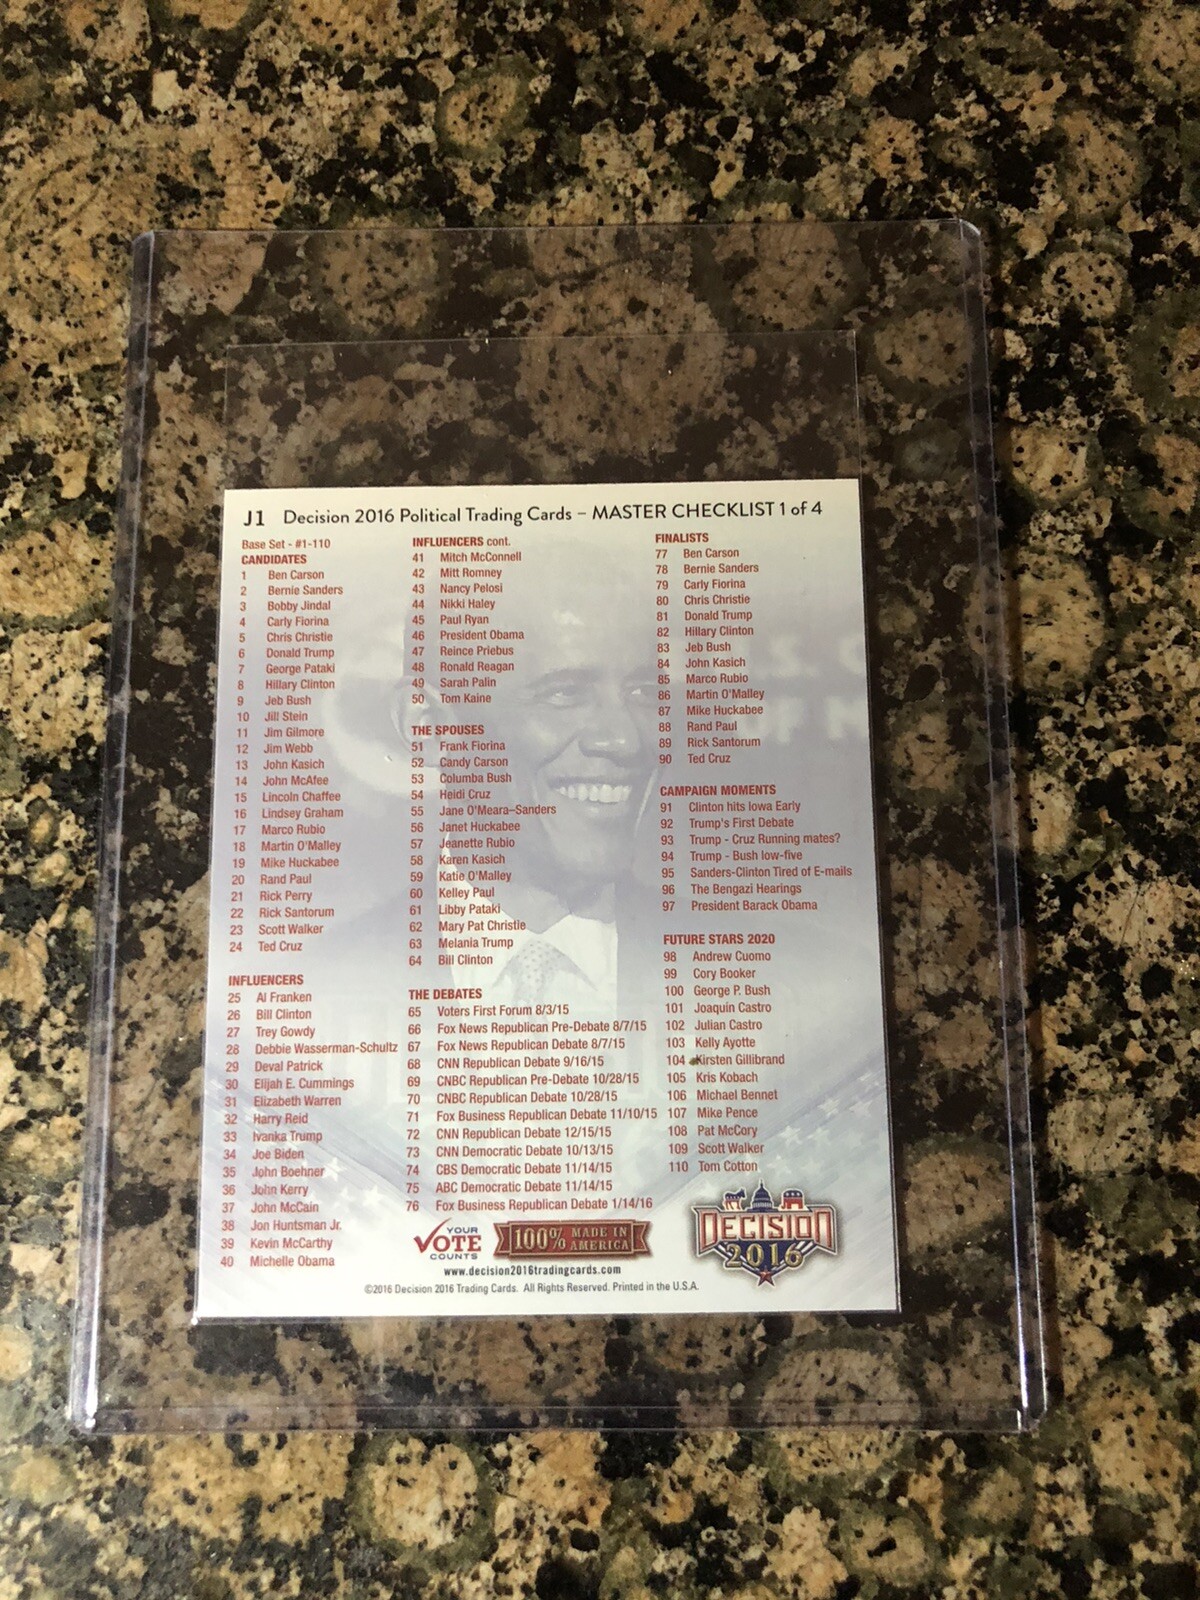 J1 Decision 2016 Political Trading Cards – MASTER CHECKLIST 1 of 4
Base Set - #1-110
CANDIDATES
1 Ben Carson
2 Bernie Sanders
3 Bobby Jindal
4 Carly Fiorina
5 Chris Christie
6 Donald Trump
7 George Pataki
8 Hillary Clinton
9 Jeb Bush
10 Jill Stein
11 Jim Gilmore
12 Jim Webb
13 John Kasich
14 John McAfee
15 Lincoln Chaffee
16 Lindsey Graham
17 Marco Rubio
18 Martin O'Malley
19 Mike Huckabee
20 Rand Paul
21 Rick Perry
22 Rick Santorum
23 Scott Walker
24 Ted Cruz
INFLUENCERS
25 Al Franken
26 Bill Clinton
27 Trey Gowdy
28 Debbie Wasserman-Schultz
29 Deval Patrick
30 Elijah E. Cummings
31 Elizabeth Warren
32 Harry Reid
33 Ivanka Trump
34 Joe Biden
35 John Boehner
36 John Kerry
37 John McCain
38 Jon Huntsman Jr.
39 Kevin McCarthy
40 Michelle Obama
INFLUENCERS cont.
41 Mitch McConnell
42 Mitt Romney
43 Nancy Pelosi
44 Nikki Haley
45 Paul Ryan
46 President Obama
47 Reince Priebus
48 Ronald Reagan
49 Sarah Palin
50 Tom Kaine
THE SPOUSES
51 Frank Fiorina
52 Candy Carson
53 Columba Bush
54 Heidi Cruz
55 Jane O'Meara–Sanders
56 Janet Huckabee
57 Jeanette Rubio
58 Karen Kasich
59 Katie O'Malley
60 Kelley Paul
61 Libby Pataki
62 Mary Pat Christie
63 Melania Trump
64 Bill Clinton
THE DEBATES
65 Voters First Forum 8/3/15
66 Fox News Republican Pre-Debate 8/7/15
67 Fox News Republican Debate 8/7/15
68 CNN Republican Debate 9/16/15
69 CNBC Republican Pre-Debate 10/28/15
70 CNBC Republican Debate 10/28/15
71 Fox Business Republican Debate 11/10/15
72 CNN Republican Debate 12/15/15
73 CNN Democratic Debate 10/13/15
74 CBS Democratic Debate 11/14/15
75 ABC Democratic Debate 11/14/15
76 Fox Business Republican Debate 1/14/16
FINALISTS
77 Ben Carson
78 Bernie Sanders
79 Carly Fiorina
80 Chris Christie
81 Donald Trump
82 Hillary Clinton
83 Jeb Bush
84 John Kasich
85 Marco Rubio
86 Martin O'Malley
87 Mike Huckabee
88 Rand Paul
89 Rick Santorum
90 Ted Cruz
CAMPAIGN MOMENTS
91 Clinton hits Iowa Early
92 Trump's First Debate
93 Trump - Cruz Running mates?
94 Trump - Bush low-five
95 Sanders-Clinton Tired of E-mails
96 The Bengazi Hearings
97 President Barack Obama
FUTURE STARS 2020
98 Andrew Cuomo
99 Cory Booker
100 George P. Bush
101 Joaquin Castro
102 Julian Castro
103 Kelly Ayotte
104 Kirsten Gillibrand
105 Kris Kobach
106 Michael Bennet
107 Mike Pence
108 Pat McCory
109 Scott Walker
110 Tom Cotton
YOUR
VOTE
COUNTS
100% MADE IN
AMERICA
DECISION
2016
www.decision2016tradingcards.com
©2016 Decision 2016 Trading Cards. All Rights Reserved. Printed in the U.S.A.